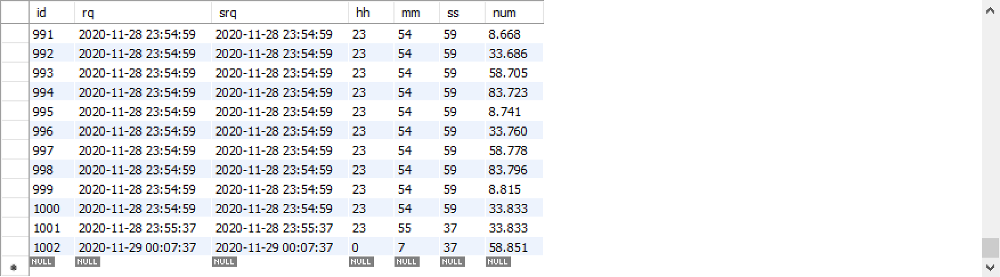 id rq srq hh mm ss num
991 2020-11-28 23:54:59 2020-11-28 23:54:59 23 54 59 8.668
992 2020-11-28 23:54:59 2020-11-28 23:54:59 23 54 59 33.686
993 2020-11-28 23:54:59 2020-11-28 23:54:59 23 54 59 58.705
994 2020-11-28 23:54:59 2020-11-28 23:54:59 23 54 59 83.723
995 2020-11-28 23:54:59 2020-11-28 23:54:59 23 54 59 8.741
996 2020-11-28 23:54:59 2020-11-28 23:54:59 23 54 59 33.760
997 2020-11-28 23:54:59 2020-11-28 23:54:59 23 54 59 58.778
998 2020-11-28 23:54:59 2020-11-28 23:54:59 23 54 59 83.796
999 2020-11-28 23:54:59 2020-11-28 23:54:59 23 54 59 8.815
1000 2020-11-28 23:54:59 2020-11-28 23:54:59 23 54 59 33.833
1001 2020-11-28 23:55:37 2020-11-28 23:55:37 23 55 37 33.833
1002 2020-11-29 00:07:37 2020-11-29 00:07:37 0 7 37 58.851
NULL NULL NULL NULL NULL NULL NULL